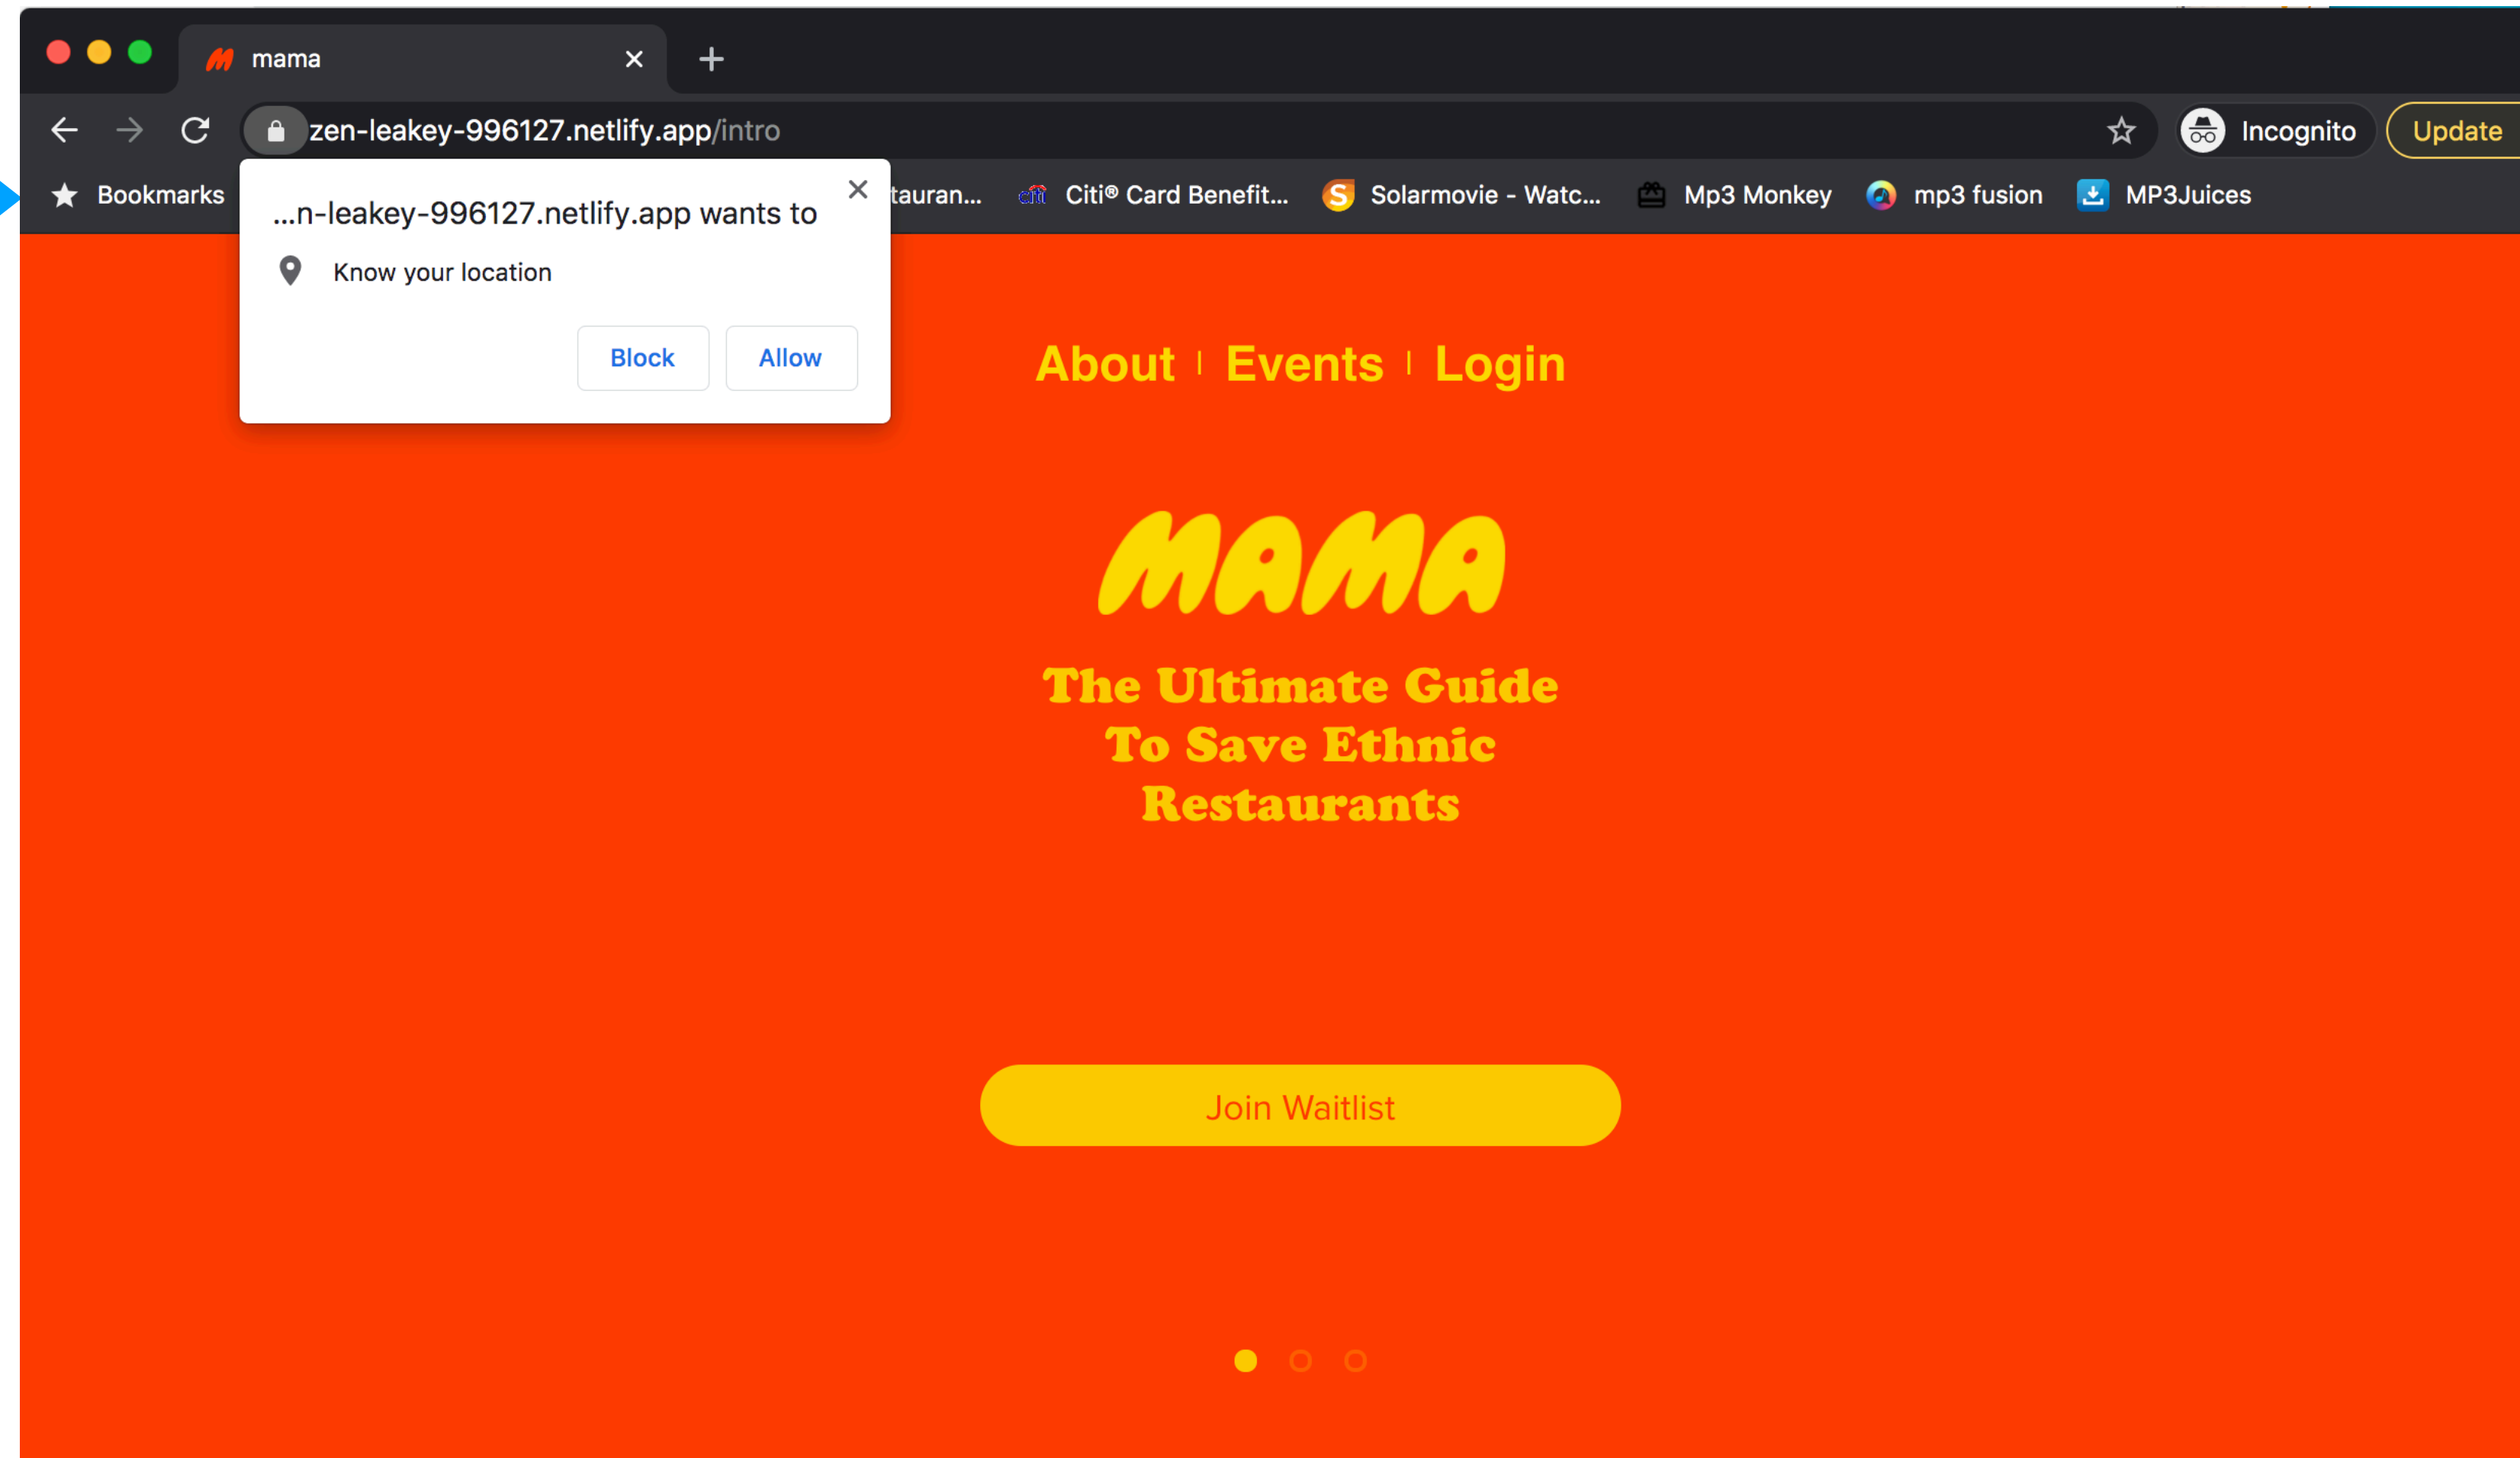 mama
zen-leakey-996127.netlify.app/intro
Incognito
Update
Bookmarks
tauran...
citi
Citi® Card Benefit...
S
Solarmovie - Watc...
Mp3 Monkey
mp3 fusion
MP3Juices
...n-leakey-996127.netlify.app wants to
Know your location
Block
Allow
About | Events | Login
MAMA
The Ultimate Guide
To Save Ethnic
Restaurants
Join Waitlist